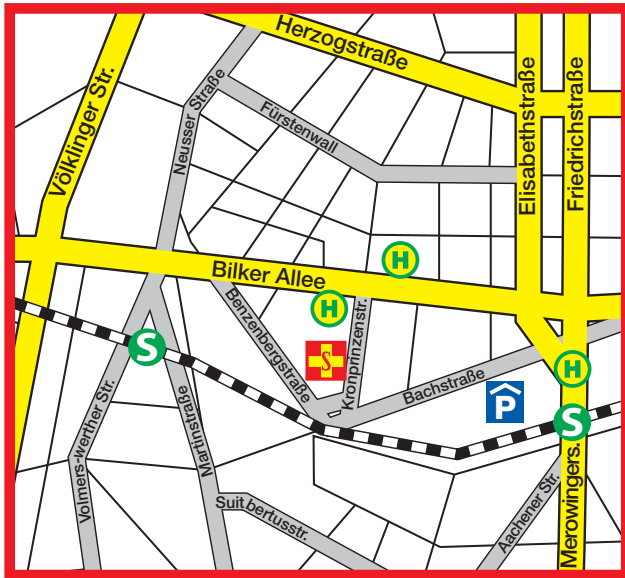 Herzogstraße
Völklinger Str.
Neusser Straße
Fürstenwall
Elisabethstraße
Friedrichstraße
H
Bilker Allee
H
Benzenbergstraße
Kronprinzenstr.
S
S
H
Bachstraße
P
S
Volmers-werther Str.
Martinstraße
Suitbertusstr.
Aachener Str.
Merowingers.